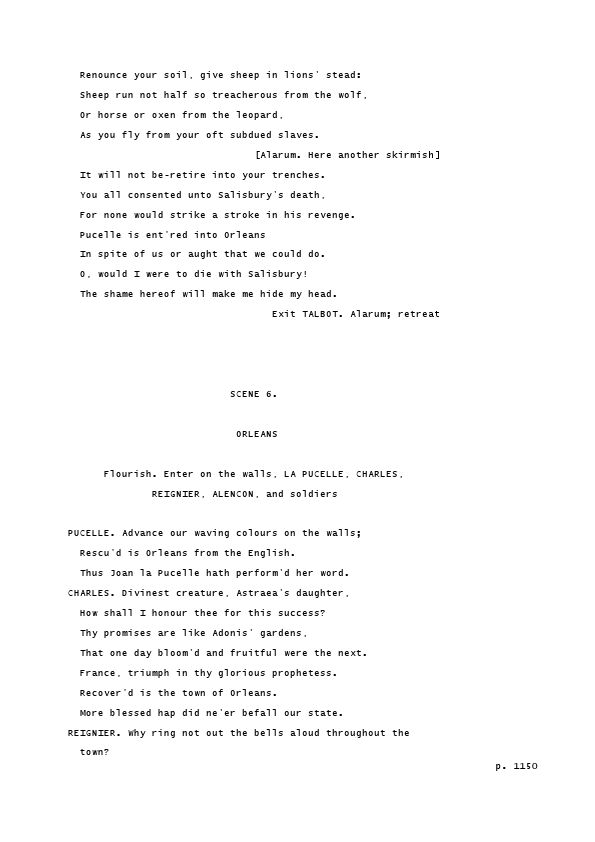 Renounce your soil, give sheep in lions' stead:
Sheep run not half so treacherous from the wolf,
Or horse or oxen from the leopard,
As you fly from your oft subdued slaves.
[Alarum. Here another skirmish]
It will not be-retire into your trenches.
You all consented unto Salisbury's death,
For none would strike a stroke in his revenge.
Pucelle is ent'red into Orleans
In spite of us or aught that we could do.
O, would I were to die with Salisbury!
The shame hereof will make me hide my head.
Exit TALBOT. Alarum; retreat
SCENE 6.
ORLEANS
Flourish. Enter on the walls, LA PUCELLE, CHARLES,
REIGNIER, ALENCON, and soldiers
PUCELLE. Advance our waving colours on the walls;
Rescu'd is Orleans from the English.
Thus Joan la Pucelle hath perform'd her word.
CHARLES. Divinest creature, Astraea's daughter,
How shall I honour thee for this success?
Thy promises are like Adonis' gardens,
That one day bloom'd and fruitful were the next.
France, triumph in thy glorious prophetess.
Recover'd is the town of Orleans.
More blessed hap did ne'er befall our state.
REIGNIER. Why ring not out the bells aloud throughout the
town?
p. 1150